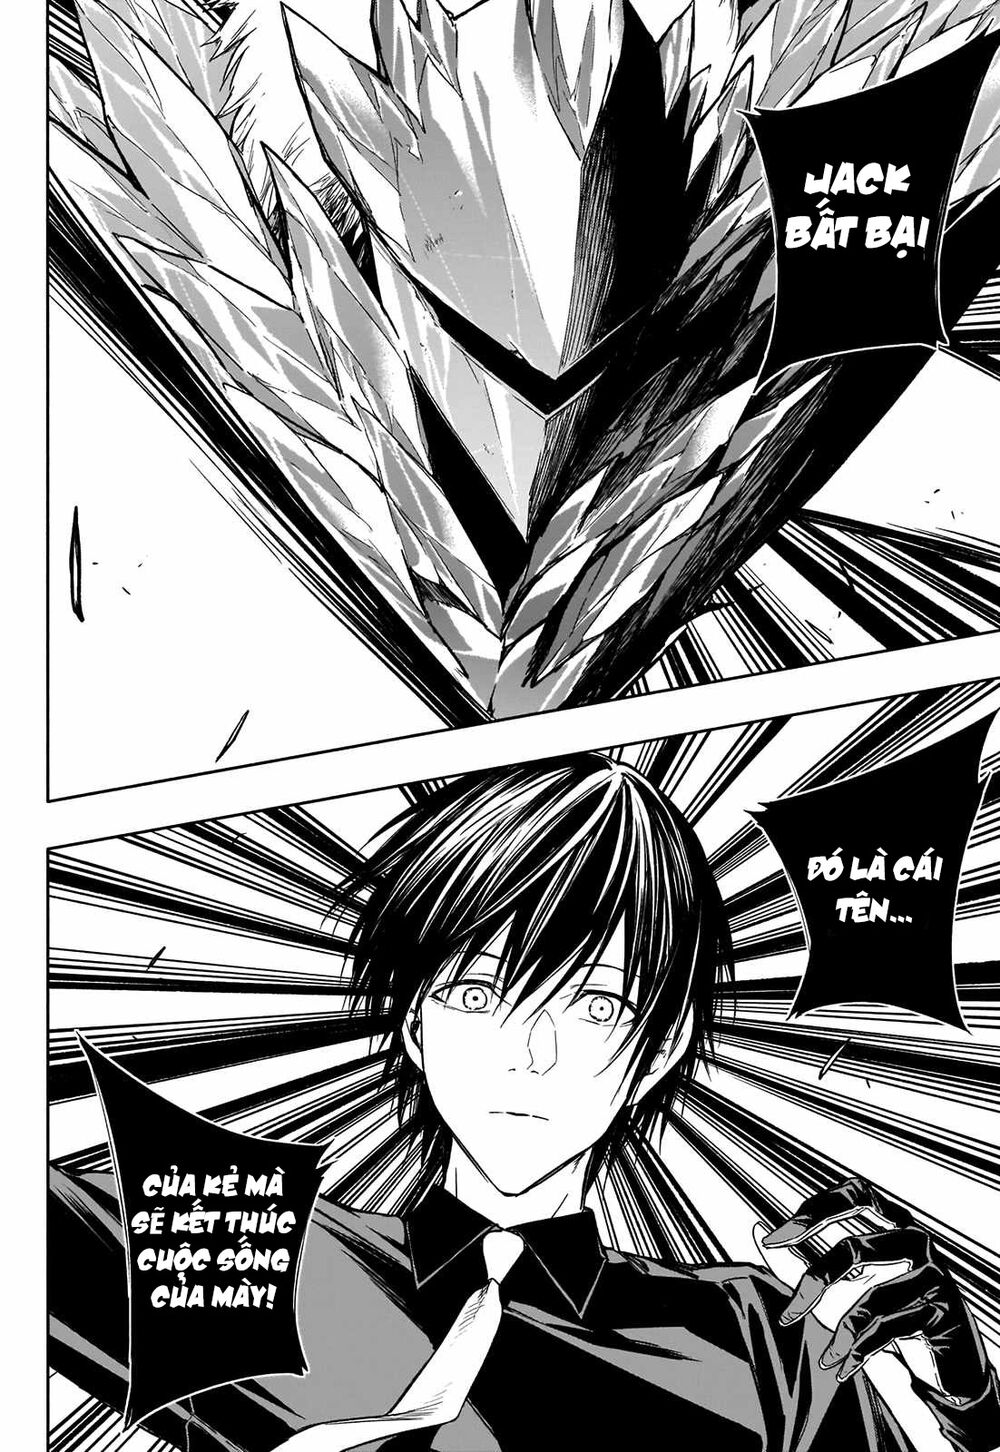 JACK
BẤT BẠI
ĐÓ LÀ CÁI
TÊN...
CỦA KẺ MÀ
SẼ KẾT THÚC
CUỘC SỐNG
CỦA MÀY!